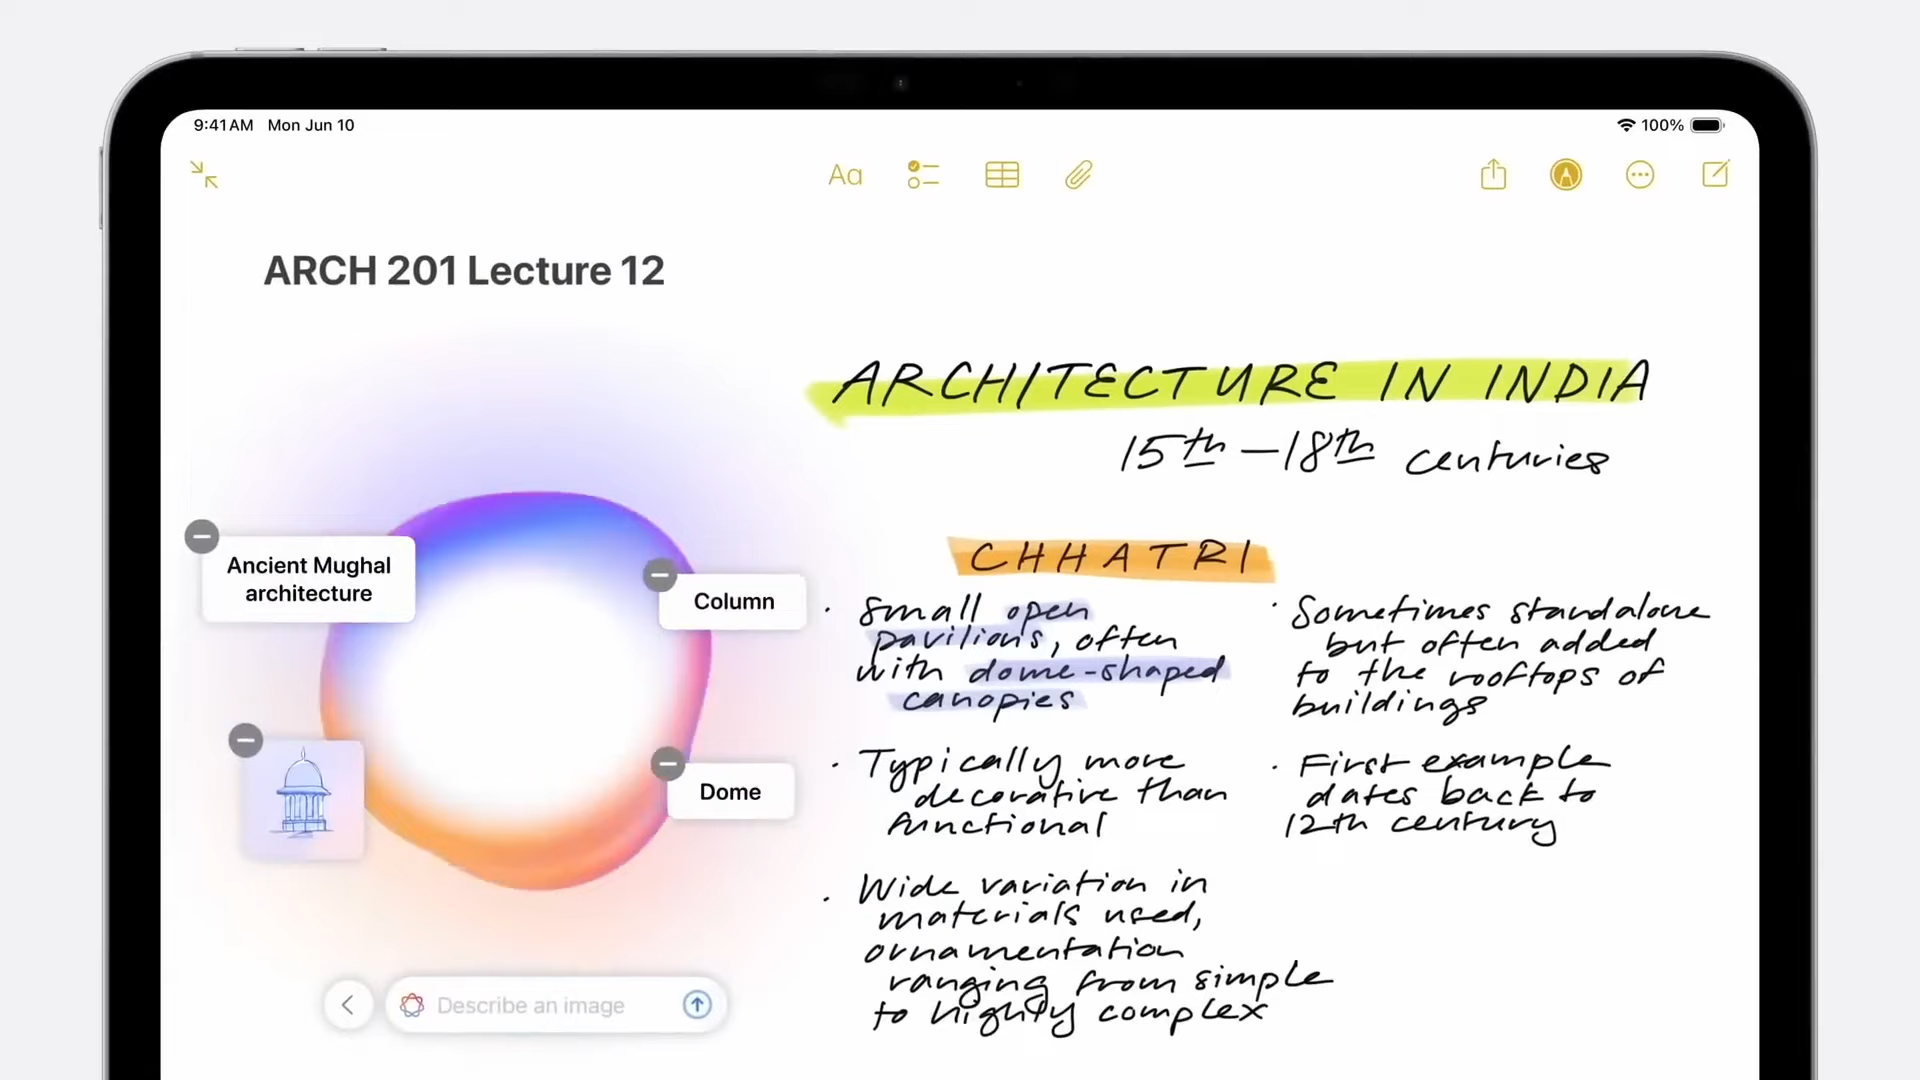 9:41 AM Mon Jun 10
100%
Aa
ARCH 201 Lecture 12
ARCHITECTURE IN INDIA
15th – 18th centuries
Ancient Mughal
architecture
Column
Dome
Describe an image
CHHATRI
· Small open
pavilions, often
with dome-shaped
canopies
· Typically more
decorative than
functional
· Wide variation in
materials used,
ornamentation
ranging from simple
to highly complex
· Sometimes standalone
but often added
to the rooftops of
buildings
· First example
dates back to
12th century